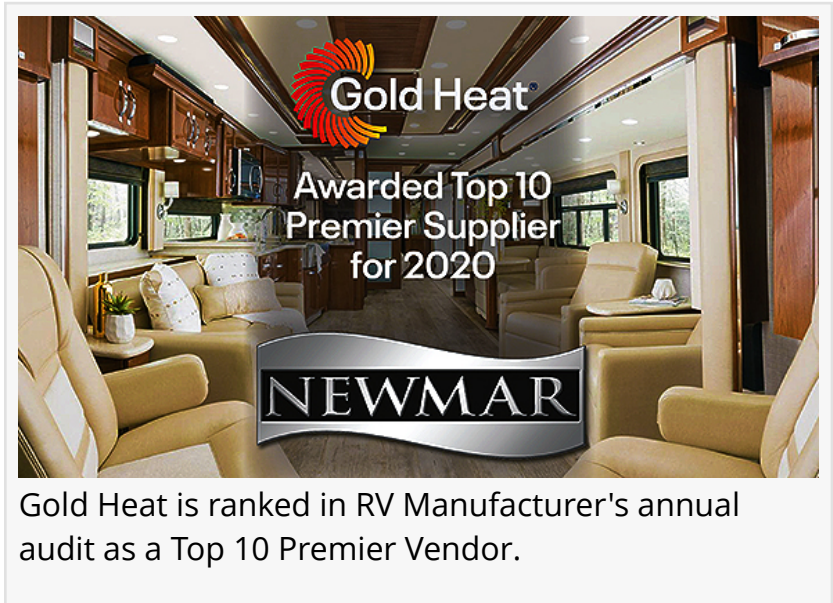 Gold Heat®
Awarded Top 10
Premier Supplier
for 2020
NEWMAR
Gold Heat is ranked in RV Manufacturer's annual
audit as a Top 10 Premier Vendor.